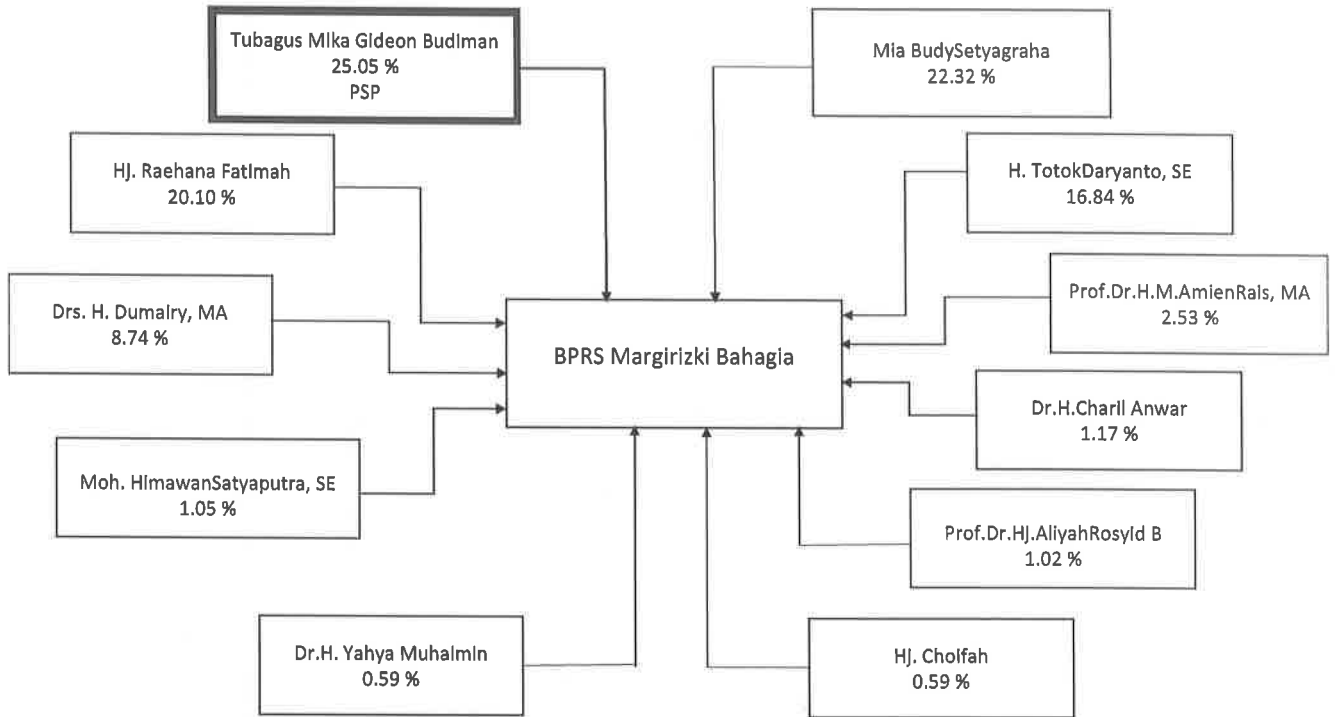 Tubagus Mika Gideon Budiman
25.05 %
PSP
Mia BudySetyagraha
22.32 %
Hj. Raehana Fatimah
20.10 %
H. TotokDaryanto, SE
16.84 %
Drs. H. Dumairy, MA
8.74 %
Prof.Dr.H.M.AmienRais, MA
2.53 %
BPRS Margirizki Bahagia
Dr.H.Charil Anwar
1.17 %
Moh. HimawanSatyaputra, SE
1.05 %
Prof.Dr.Hj.AliyahRosyid B
1.02 %
Dr.H. Yahya Muhaimin
0.59 %
Hj. Choifah
0.59 %